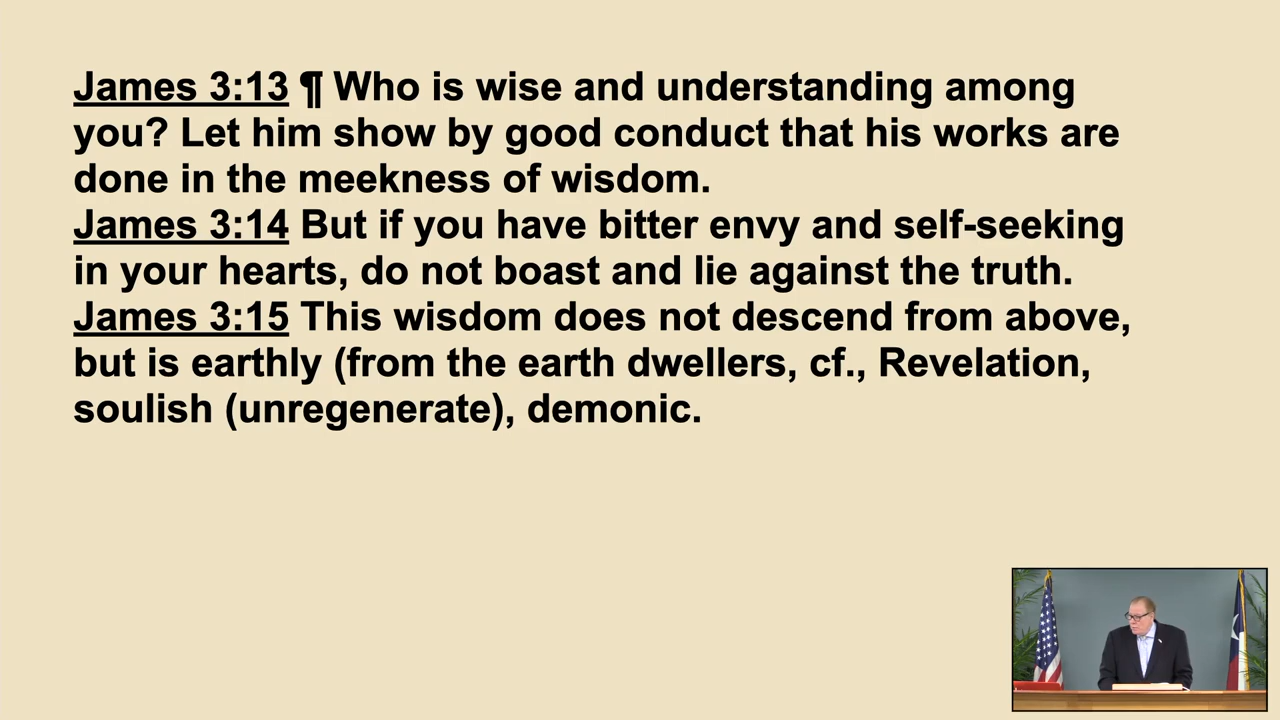 James 3:13 ¶ Who is wise and understanding among
you? Let him show by good conduct that his works are
done in the meekness of wisdom.
James 3:14 But if you have bitter envy and self-seeking
in your hearts, do not boast and lie against the truth.
James 3:15 This wisdom does not descend from above,
but is earthly (from the earth dwellers, cf., Revelation,
soulish (unregenerate), demonic.